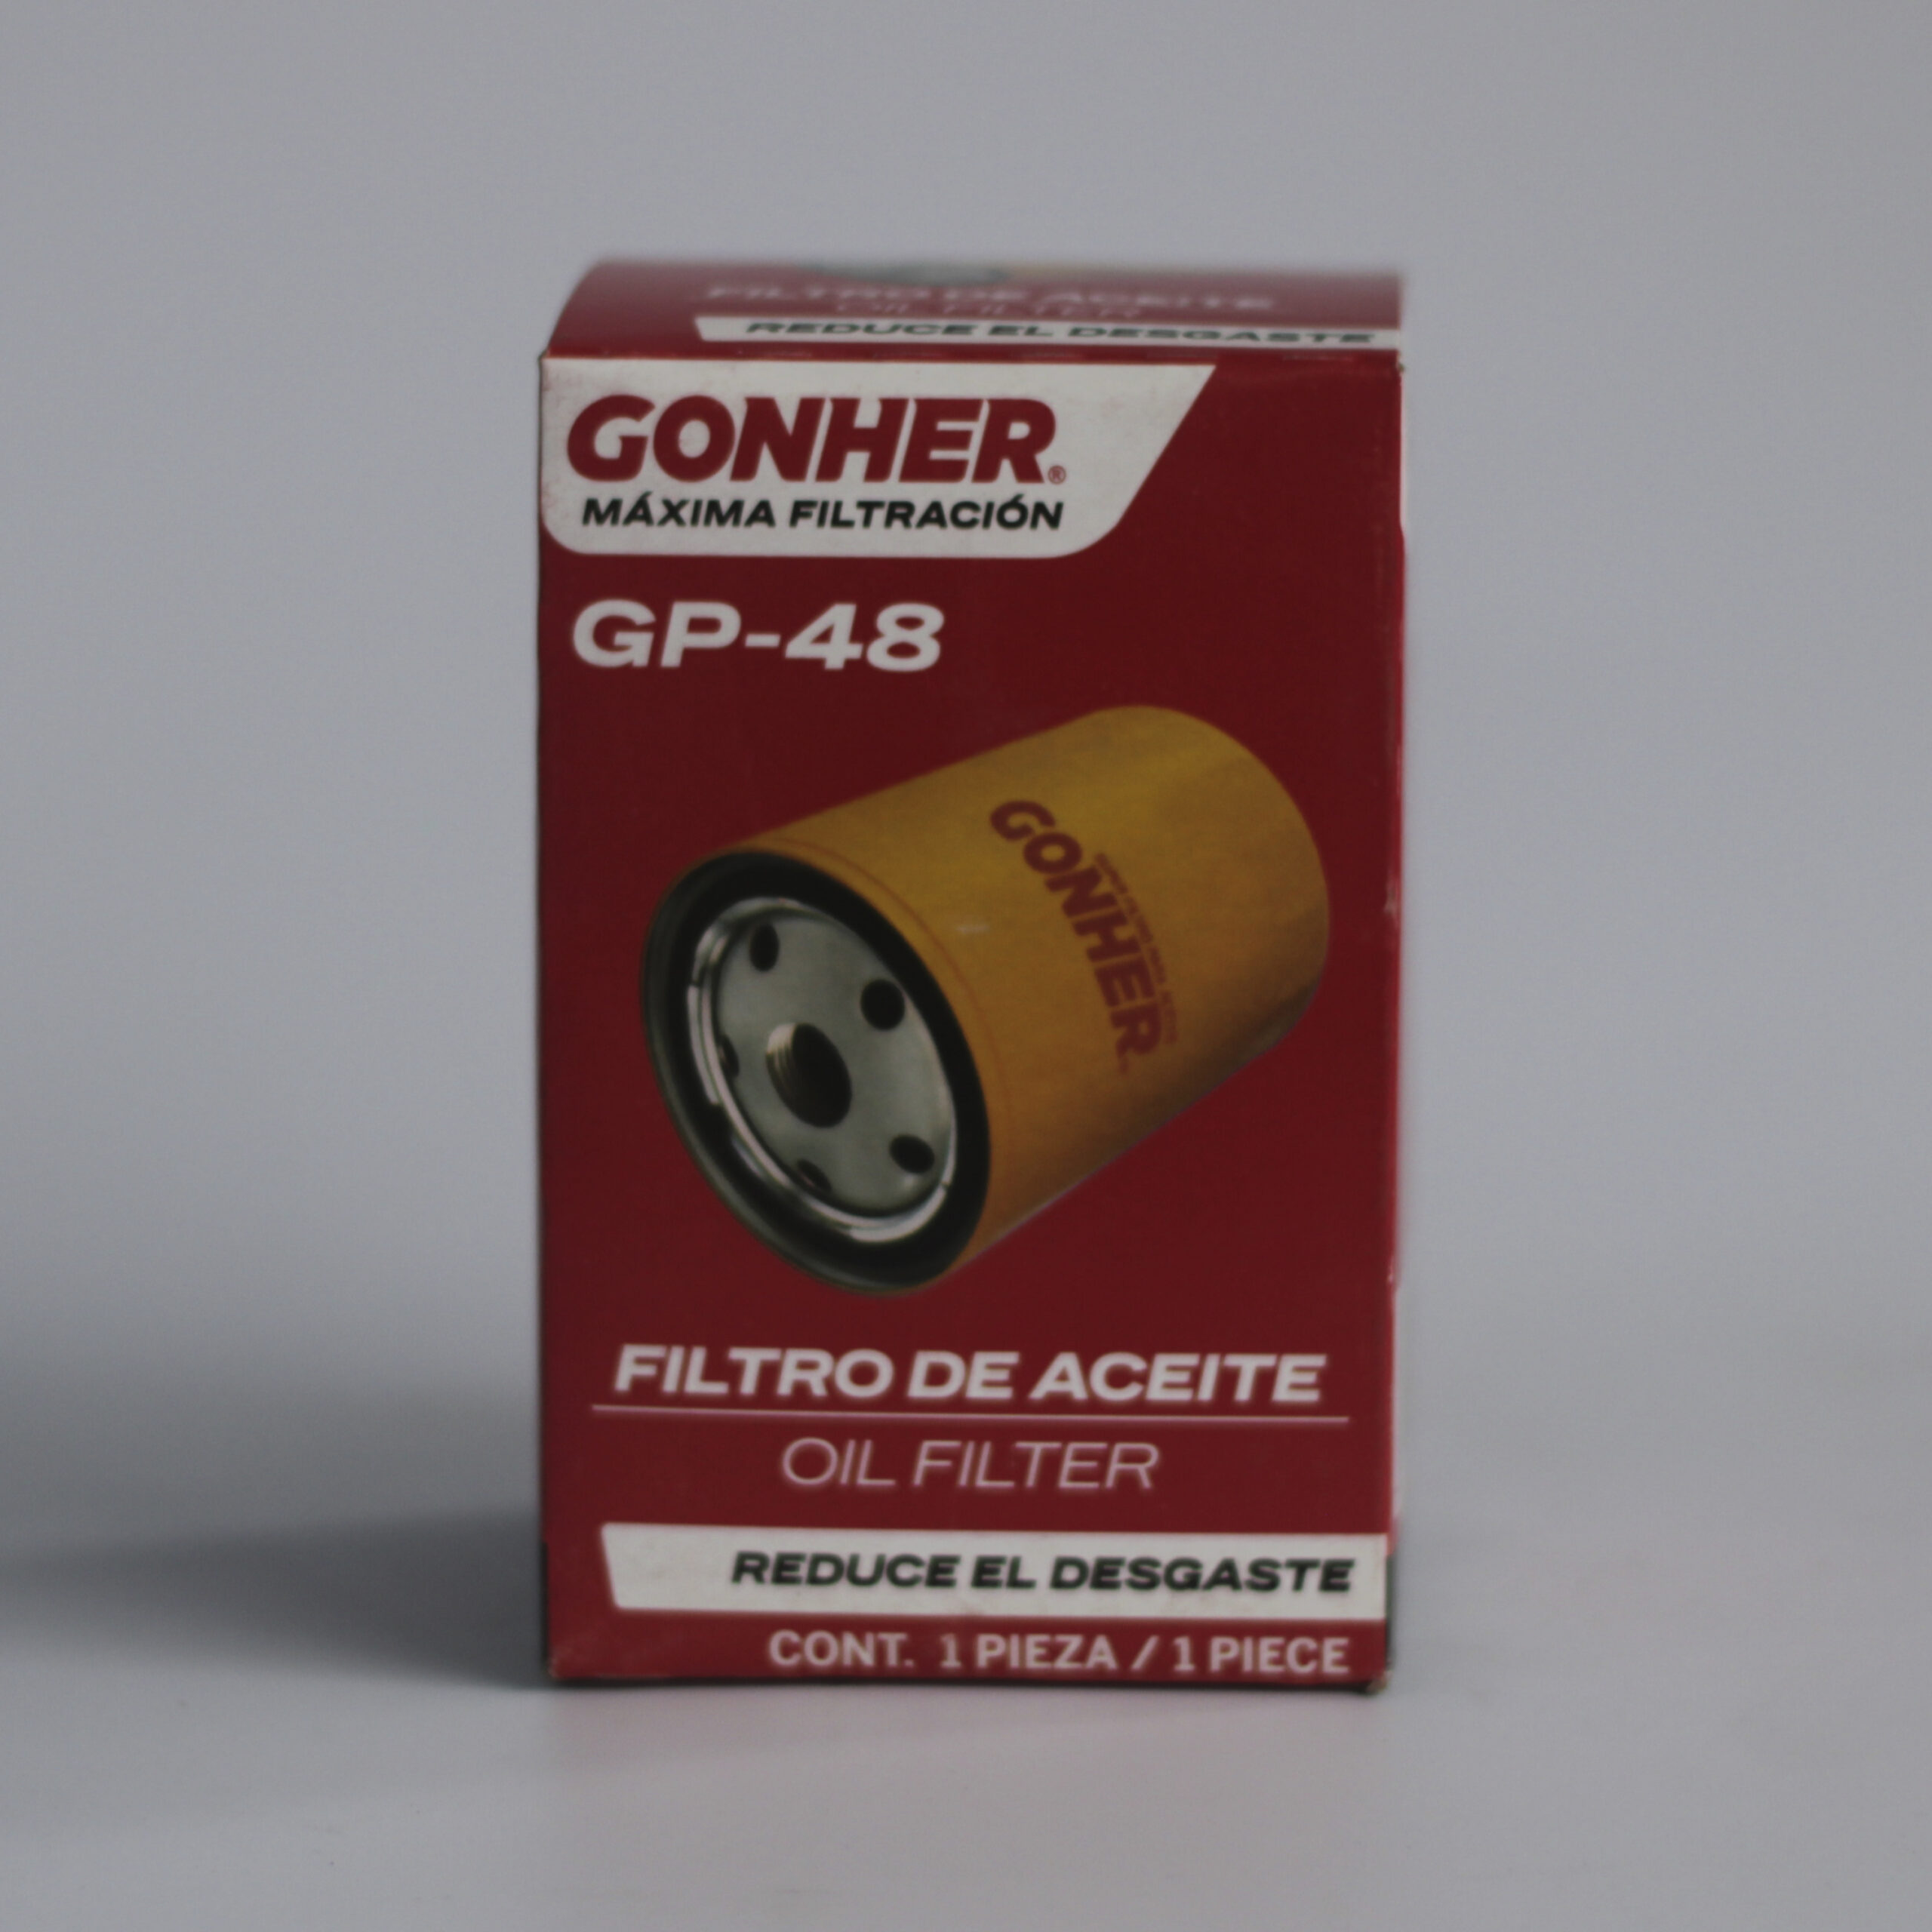 FILTRO DE ACEITE
OIL FILTER
REDUCE EL DESGASTE
GONHER®
MÁXIMA FILTRACIÓN
GP-48
GONHER
FILTRO DE ACEITE
OIL FILTER
REDUCE EL DESGASTE
CONT. 1 PIEZA / 1 PIECE